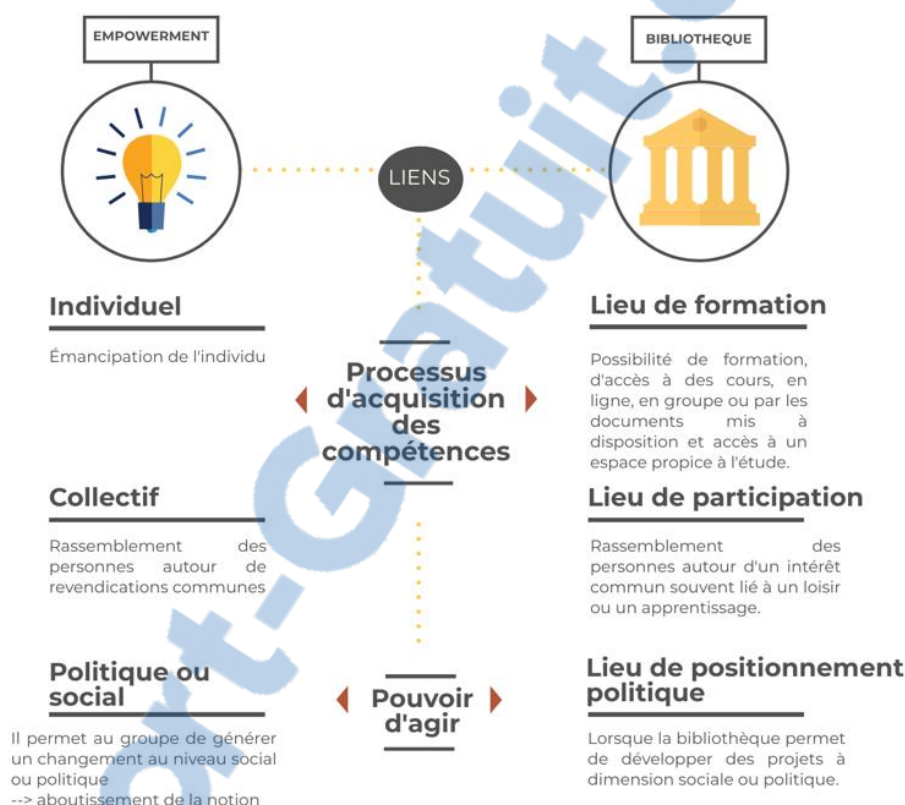 EMPOWERMENT
BIBLIOTHEQUE
LIENS
Individuel
Émancipation de l'individu
Lieu de formation
Possibilité de formation,
d'accès à des cours, en
ligne, en groupe ou par les
documents mis à
disposition et accès à un
espace propice à l'étude.
Processus
d'acquisition
des
compétences
Collectif
Rassemblement des
personnes autour de
revendications communes
Lieu de participation
Rassemblement des
personnes autour d'un intérêt
commun souvent lié à un loisir
ou un apprentissage.
Politique ou
social
Il permet au groupe de générer
un changement au niveau social
ou politique
--> aboutissement de la notion
Pouvoir
d'agir
Lieu de positionnement
politique
Lorsque la bibliothèque permet
de développer des projets à
dimension sociale ou politique.
art-Gratuit.